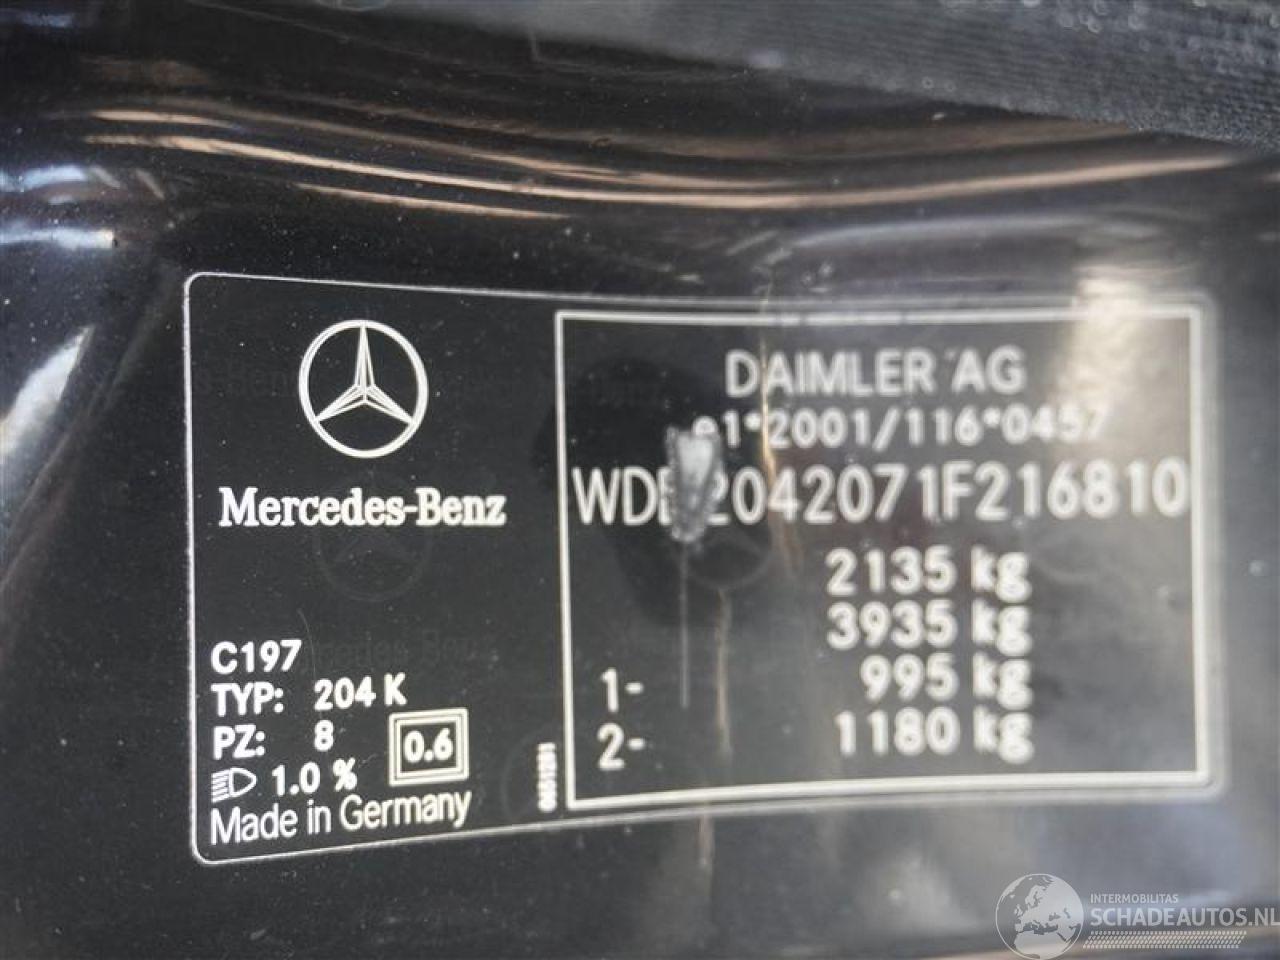 Mercedes-Benz
C197
TYP: 204 K
PZ: 8
1.0 %
0.6
Made in Germany
DAIMLER AG
e1*2001/116*0457
2135 kg
3935 kg
1- 995 kg
2- 1180 kg
INTERMOBILITAS
SCHADEAUTOS.NL